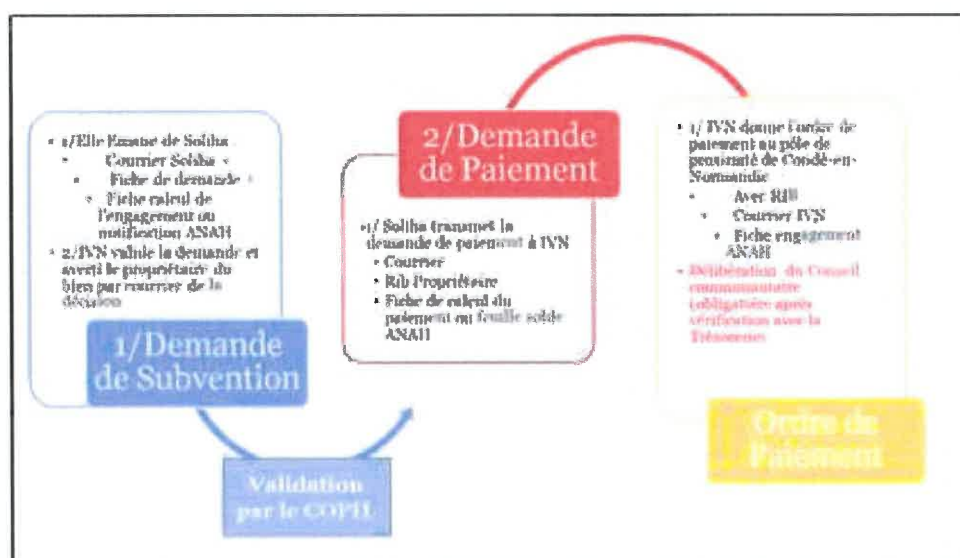 • 1/Elle Emane de Soliha
• Courrier Soliha
• Fiche de demande
• Fiche calcul de
l'engagement ou
notification ANAH
• 2/IVN valide la demande et
averti le propriétaire du
bien par courrier de la
décision
1/Demande
de Subvention
Validation
par le COPIL
2/Demande
de Paiement
•1/ Soliha transmet la
demande de paiement à IVN
• Courrier
• Rib Propriétaire
• Fiche de calcul du
paiement ou feuille solde
ANAH
• 1/ IVN donne l'ordre de
paiement au pôle de
proximité de Condé-en-
Normandie
• Avec RIB
• Courrier IVN
• Fiche engagement
ANAH
• Délibération du Conseil
communautaire
(obligatoire après
vérification avec la
Trésorerie)
Ordre de
Paiement